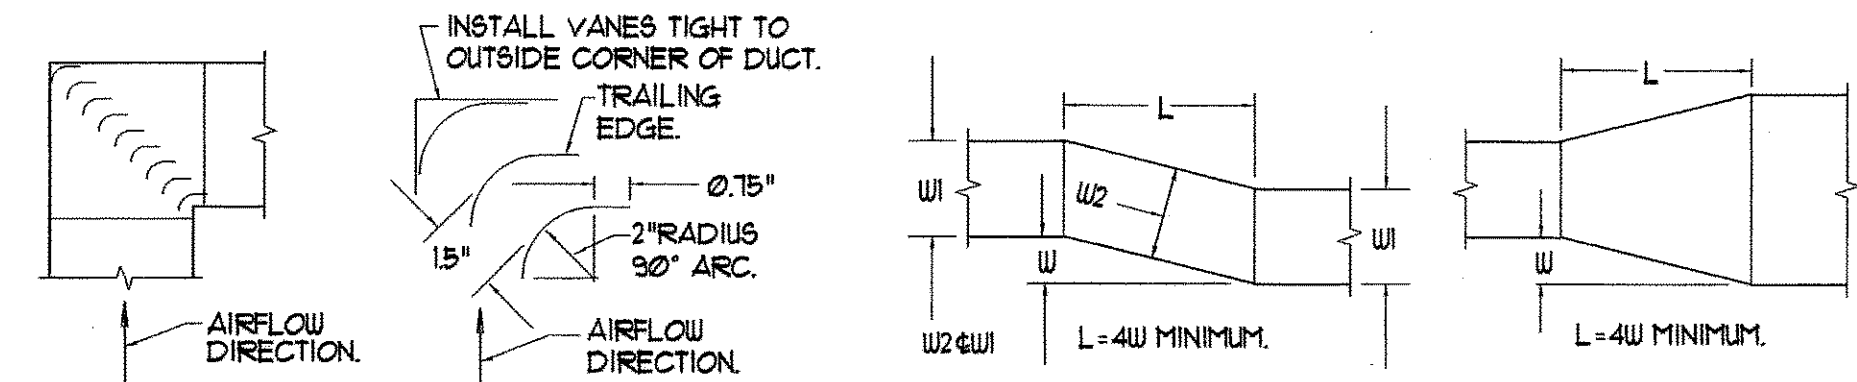 INSTALL VANES TIGHT TO
OUTSIDE CORNER OF DUCT.
TRAILING
EDGE.
0.75"
2" RADIUS
90° ARC.
1.5"
AIRFLOW
DIRECTION.
AIRFLOW
DIRECTION.
L
W1
W2
W
W1
W2¢W1
L=4W MINIMUM.
L
W
L=4W MINIMUM.